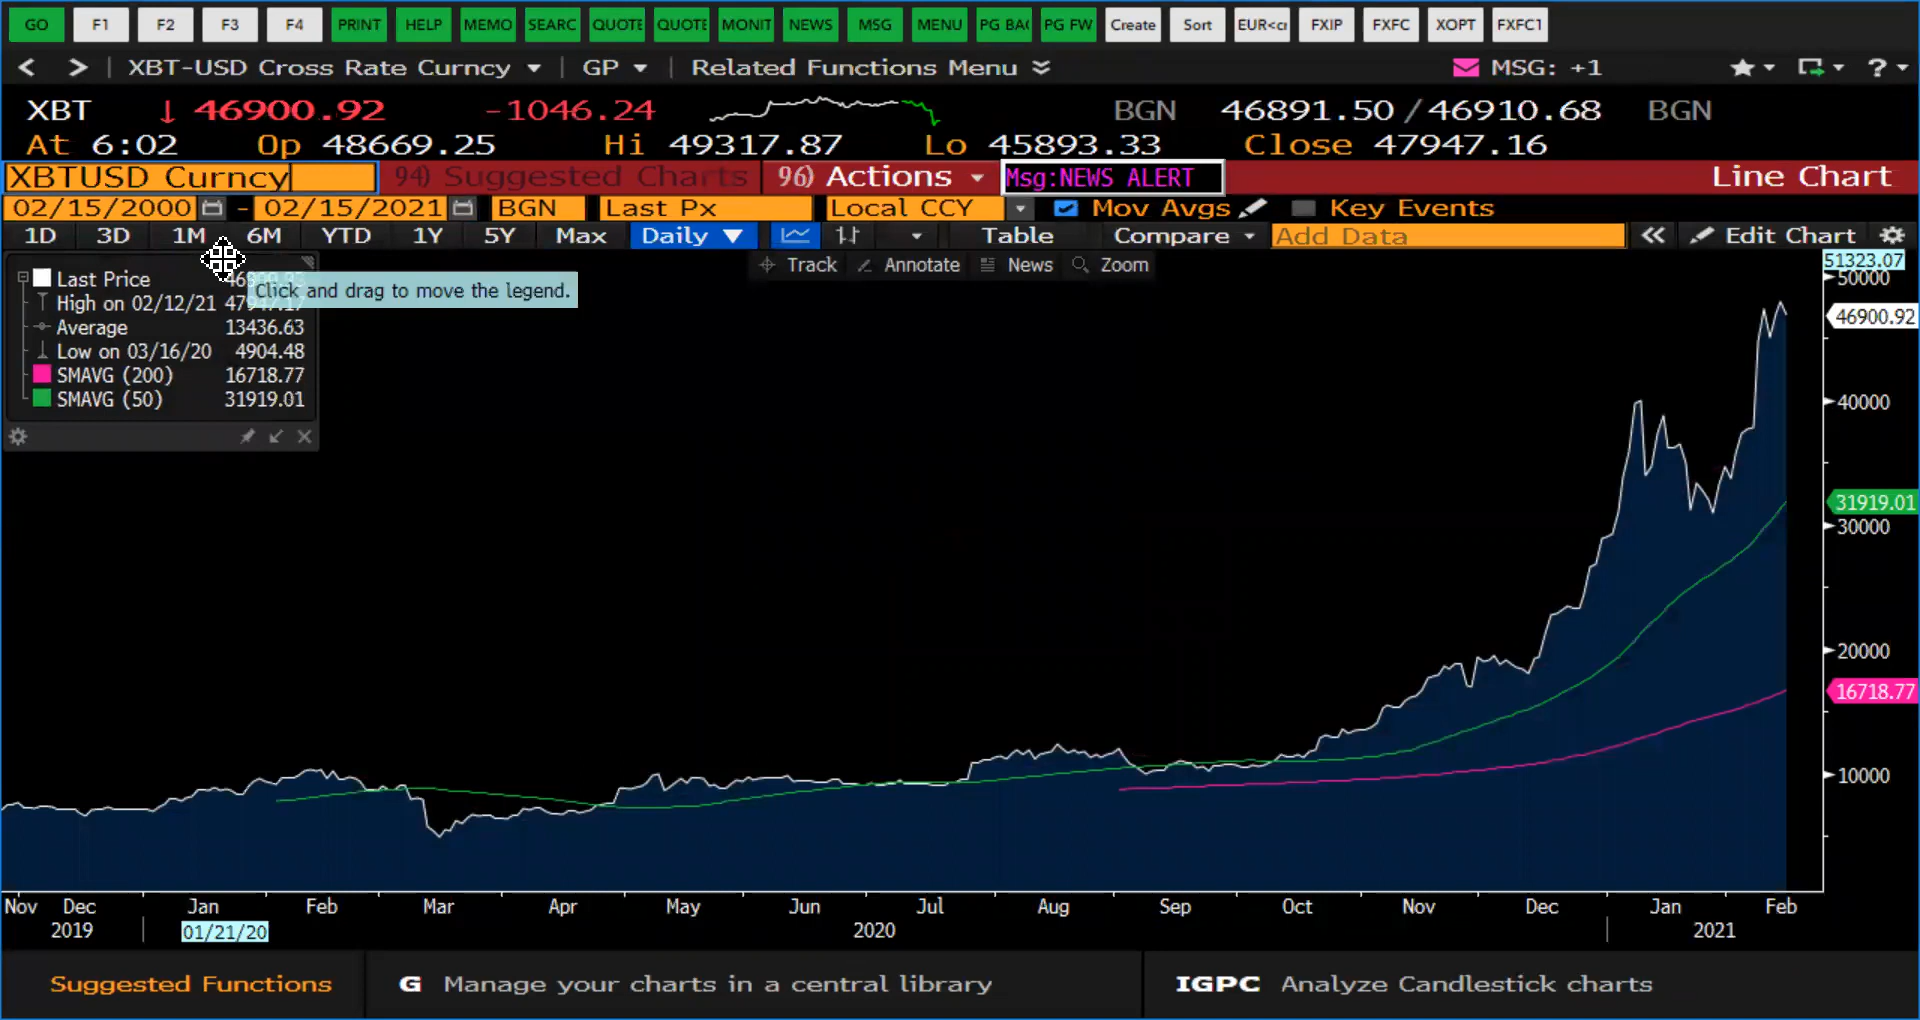 GO F1 F2 F3 F4 PRINT HELP MEMO SEARC QUOTE QUOTE MONIT NEWS MSG MENU PG BA PG FW Create Sort EUR<cr FXIP FXFC XOPT FXFC1
< > XBT-USD Cross Rate Curncy GP Related Functions Menu MSG: +1 ?
XBT ↓ 46900.92 -1046.24 BGN 46891.50 / 46910.68 BGN
At 6:02 Op 48669.25 Hi 49317.87 Lo 45893.33 Close 47947.16
XBTUSD Curncy 94) Suggested Charts 96) Actions Msg:NEWS ALERT Line Chart
02/15/2000 - 02/15/2021 BGN Last Px Local CCY Mov Avgs Key Events
1D 3D 1M 6M YTD 1Y 5Y Max Daily ▼ Table Compare Add Data « Edit Chart
Track Annotate News Zoom
51323.07
Last Price
Click and drag to move the legend.
High on 02/12/21
Average 13436.63
Low on 03/16/20 4904.48
SMAVG (200) 16718.77
SMAVG (50) 31919.01
50000
46900.92
40000
31919.01
30000
20000
16718.77
10000
Nov Dec Jan Feb Mar Apr May Jun Jul Aug Sep Oct Nov Dec Jan Feb
2019 01/21/20 2020 2021
Suggested Functions G Manage your charts in a central library IGPC Analyze Candlestick charts